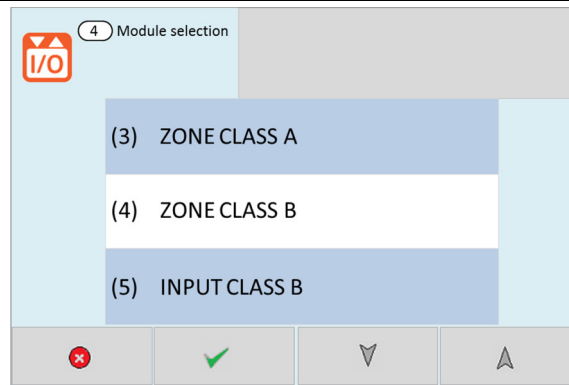 4 Module selection
I/O
(3) ZONE CLASS A
(4) ZONE CLASS B
(5) INPUT CLASS B